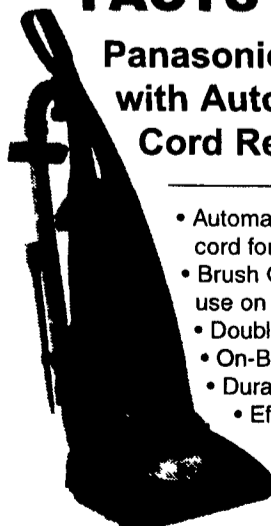 Panasonic
with Auto
Cord Re
• Automa
cord for
• Brush
use on
• Doubl
• On-B
• Dura
• Ef